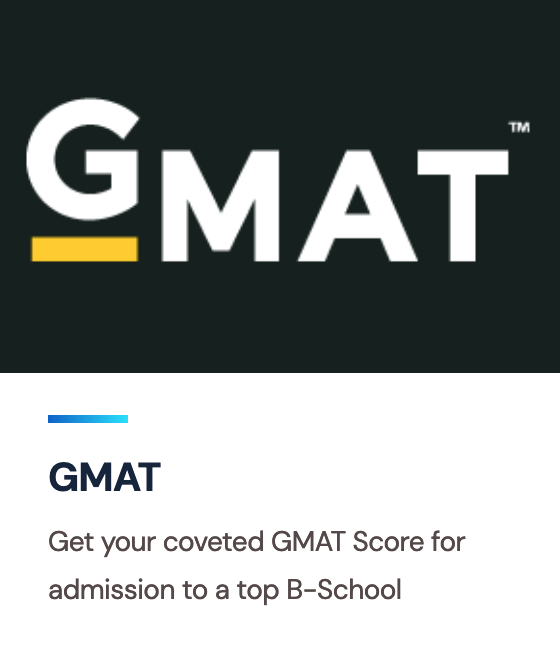 GMAT™
GMAT
Get your coveted GMAT Score for
admission to a top B-School